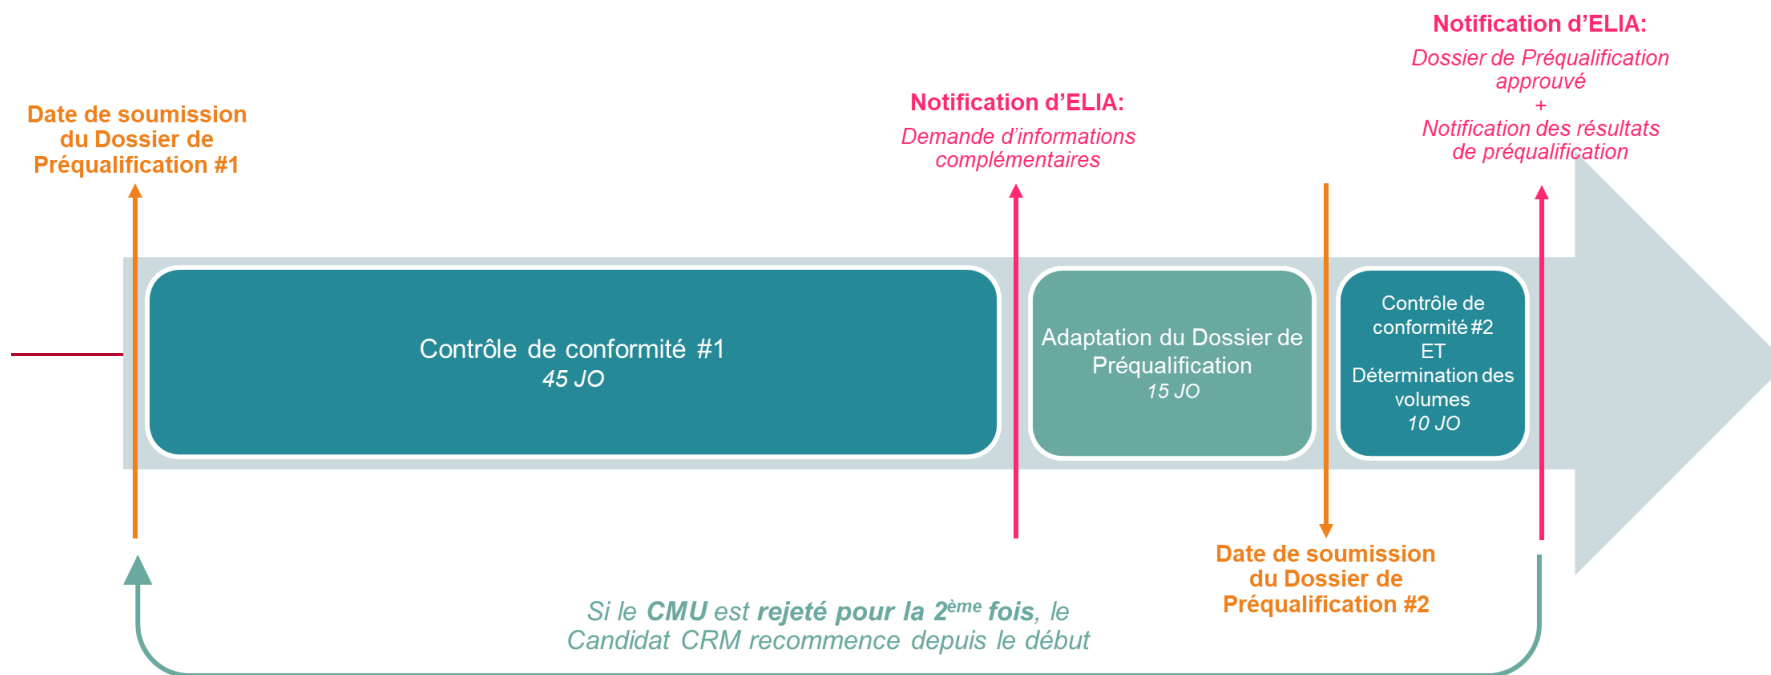 Notification d'ELIA:
Dossier de Préqualification
approuvé
+
Notification des résultats
de préqualification
Date de soumission
du Dossier de
Préqualification #1
Notification d'ELIA:
Demande d'informations
complémentaires
Contrôle de conformité #1
45 JO
Adaptation du Dossier de
Préqualification
15 JO
Contrôle de
conformité #2
ET
Détermination des
volumes
10 JO
Date de soumission
du Dossier de
Préqualification #2
Si le CMU est rejeté pour la 2ème fois, le
Candidat CRM recommence depuis le début